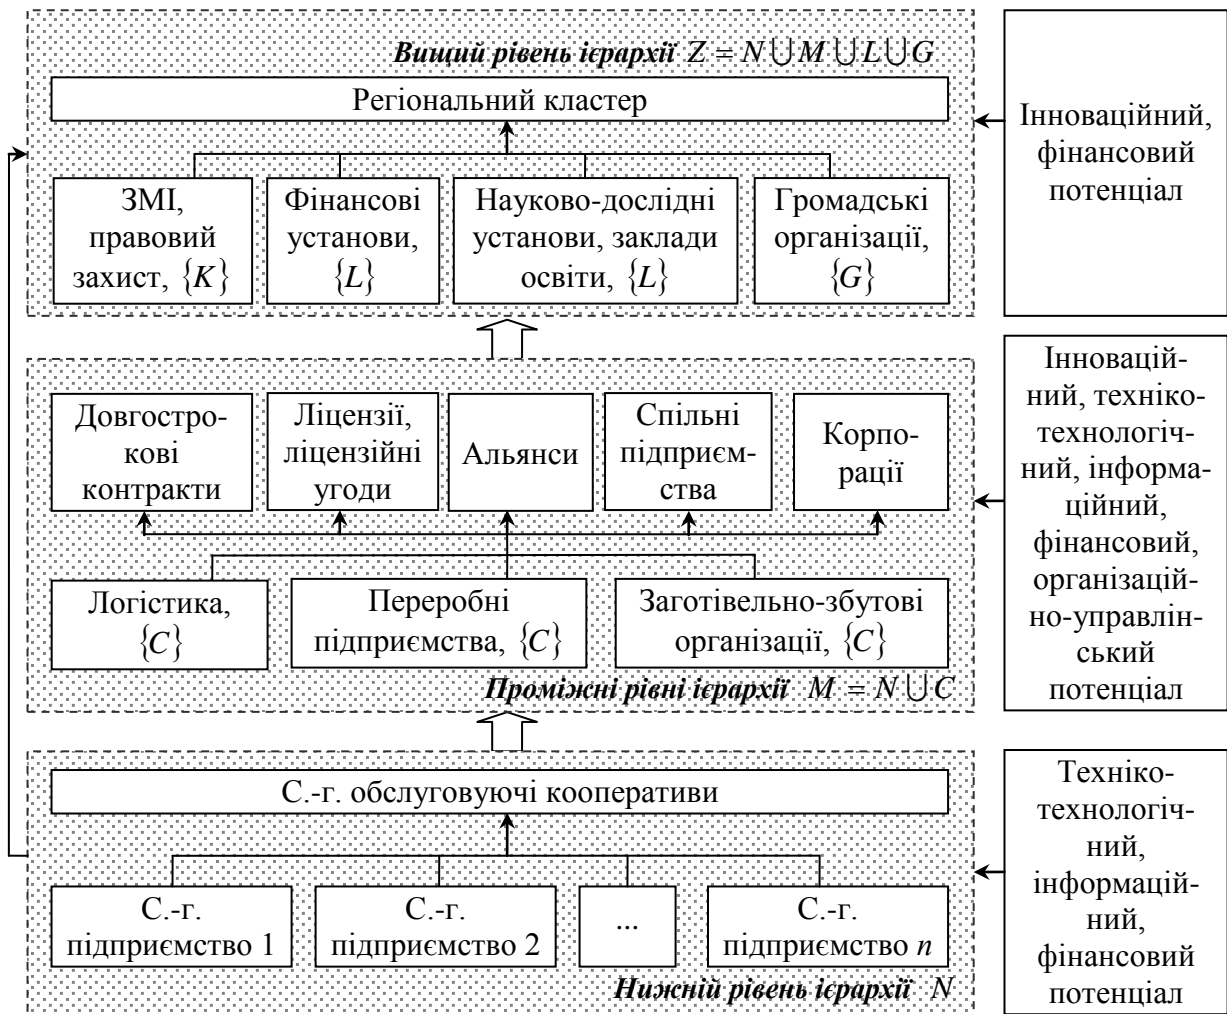 Вищий рівень ієрархії Z = N ⋃ M ⋃ L ⋃ G
Регіональний кластер
ЗМІ,
правовий
захист, {K}
Фінансові
установи,
{L}
Науково-дослідні
установи, заклади
освіти, {L}
Громадські
організації,
{G}
Інноваційний,
фінансовий
потенціал
Довгостро-
кові
контракти
Ліцензії,
ліцензійні
угоди
Альянси
Спільні
підприєм-
ства
Корпо-
рації
Логістика,
{C}
Переробні
підприємства, {C}
Заготівельно-збутові
організації, {C}
Проміжні рівні ієрархії M = N ⋃ C
Інновацій-
ний, техніко-
технологіч-
ний, інформа-
ційний,
фінансовий,
організацій-
но-управлін-
ський
потенціал
С.-г. обслуговуючі кооперативи
С.-г.
підприємство 1
С.-г.
підприємство 2
...
С.-г.
підприємство n
Нижній рівень ієрархії N
Техніко-
технологіч-
ний,
інформацій-
ний,
фінансовий
потенціал